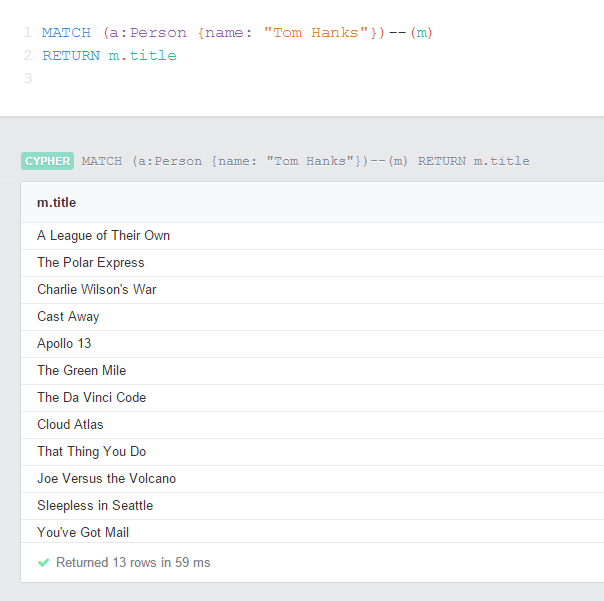 1 MATCH (a:Person {name: "Tom Hanks"})--(m)
2 RETURN m.title
3
CYPHER MATCH (a:Person {name: "Tom Hanks"})--(m) RETURN m.title
m.title
A League of Their Own
The Polar Express
Charlie Wilson's War
Cast Away
Apollo 13
The Green Mile
The Da Vinci Code
Cloud Atlas
That Thing You Do
Joe Versus the Volcano
Sleepless in Seattle
You've Got Mail
Returned 13 rows in 59 ms